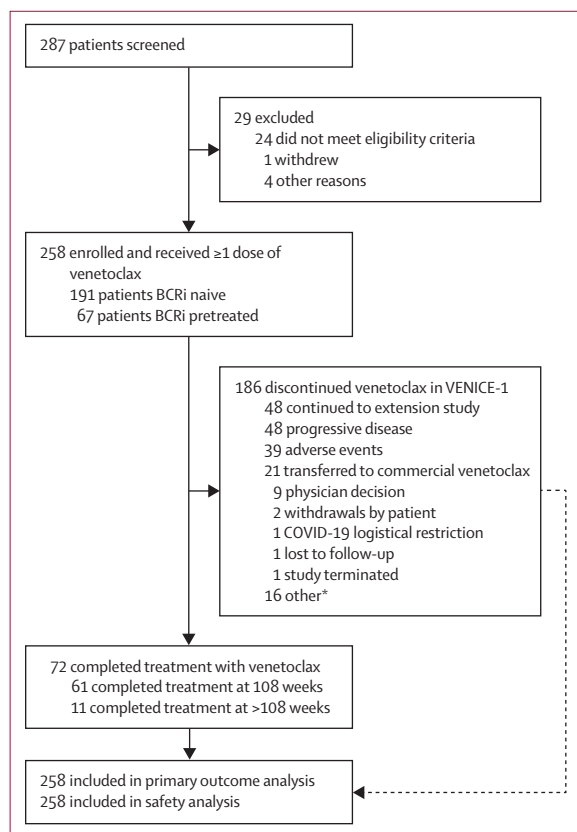 287 patients screened
29 excluded
24 did not meet eligibility criteria
1 withdrew
4 other reasons
258 enrolled and received ≥1 dose of
venetoclax
191 patients BCRi naive
67 patients BCRi pretreated
186 discontinued venetoclax in VENICE-1
48 continued to extension study
48 progressive disease
39 adverse events
21 transferred to commercial venetoclax
9 physician decision
2 withdrawals by patient
1 COVID-19 logistical restriction
1 lost to follow-up
1 study terminated
16 other*
72 completed treatment with venetoclax
61 completed treatment at 108 weeks
11 completed treatment at >108 weeks
258 included in primary outcome analysis
258 included in safety analysis